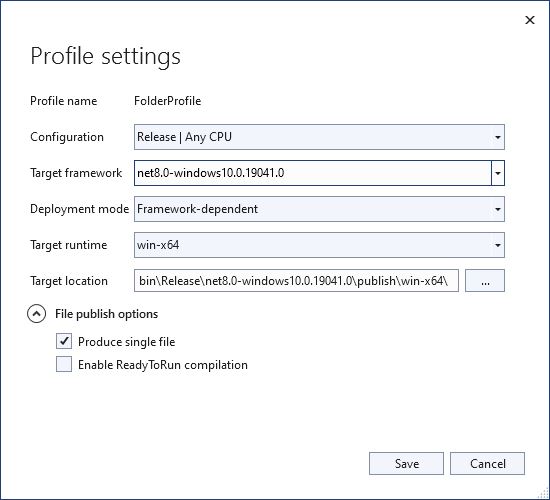 Profile settings
Profile name FolderProfile
Configuration Release | Any CPU
Target framework net8.0-windows10.0.19041.0
Deployment mode Framework-dependent
Target runtime win-x64
Target location bin\Release\net8.0-windows10.0.19041.0\publish\win-x64\ ...
File publish options
Produce single file
Enable ReadyToRun compilation
Save Cancel